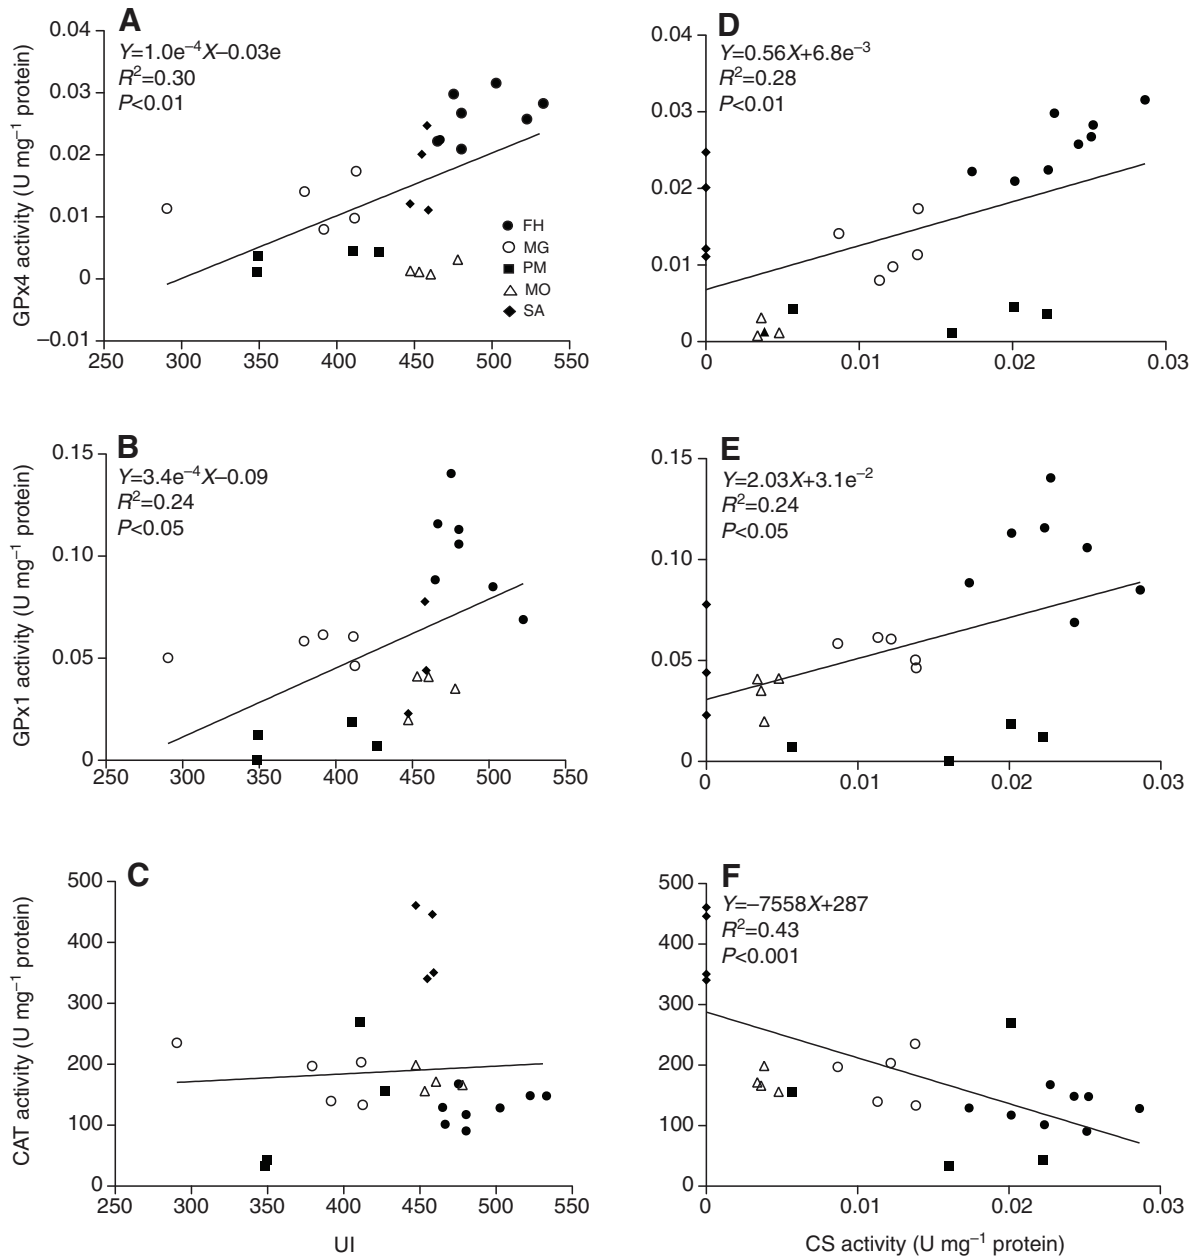 A
Y=1.0e⁻⁴X–0.03e
R²=0.30
P<0.01
GPx4 activity (U mg⁻¹ protein)
0.04
0.03
0.02
0.01
0
–0.01
250 300 350 400 450 500 550
FH
MG
PM
MO
SA
D
Y=0.56X+6.8e⁻³
R²=0.28
P<0.01
0.04
0.03
0.02
0.01
0
0 0.01 0.02 0.03
B
Y=3.4e⁻⁴X–0.09
R²=0.24
P<0.05
GPx1 activity (U mg⁻¹ protein)
0.15
0.10
0.05
0
250 300 350 400 450 500 550
E
Y=2.03X+3.1e⁻²
R²=0.24
P<0.05
0.15
0.10
0.05
0
0 0.01 0.02 0.03
C
CAT activity (U mg⁻¹ protein)
500
400
300
200
100
0
250 300 350 400 450 500 550
UI
F
Y=–7558X+287
R²=0.43
P<0.001
500
400
300
200
100
0
0 0.01 0.02 0.03
CS activity (U mg⁻¹ protein)